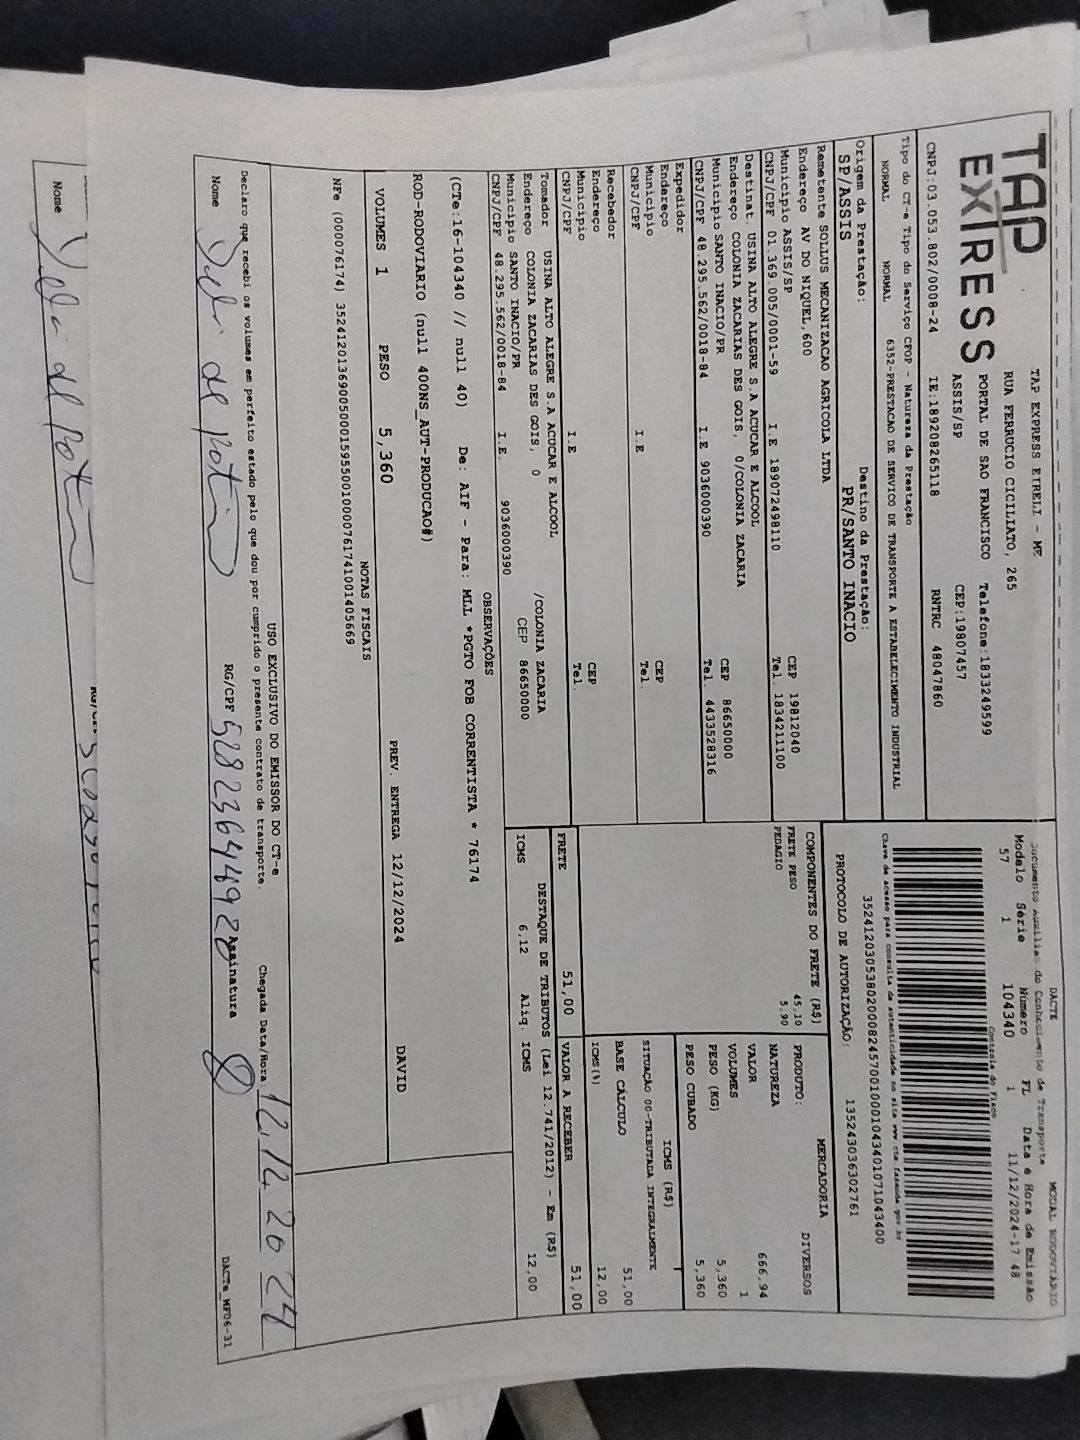 TAP
EXPRESS
TAP EXPRESS EIRELI - ME
RUA FERRUCIO CICILIATO, 265
PORTAL DE SAO FRANCISCO Telefone:1833249599
ASSIS/SP CEP:19807457
CNPJ:03.053.802/0008-24 IE:189208265118 RNTRC 48047860
DACTE MODAL RODOVIÁRIO
Documento Auxiliar do Conhecimento de Transporte
Modelo Série Número FL Data e Hora de Emissão
57 1 104340 1 11/12/2024-17:48
Controle do Fisco
Chave de acesso para consulta de autenticidade no site www.cte.fazenda.gov.br
35241203053802000824570010001043401071043400
PROTOCOLO DE AUTORIZAÇÃO: 135243036302761
Tipo do CT-e Tipo do Serviço CFOP - Natureza da Prestação
NORMAL NORMAL 6352-PRESTACAO DE SERVICO DE TRANSPORTE A ESTABELECIMENTO INDUSTRIAL
Origem da Prestação: Destino da Prestação:
SP/ASSIS PR/SANTO INACIO
Remetente SOLLUS MECANIZACAO AGRICOLA LTDA
Endereço AV DO NIQUEL,600
Município ASSIS/SP CEP 19812040
CNPJ/CPF 01.369.005/0001-59 I.E 189072498110 Tel. 1834211100
Destinat. USINA ALTO ALEGRE S.A ACUCAR E ALCOOL
Endereço COLONIA ZACARIAS DES GOIS, 0/COLONIA ZACARIA
Município SANTO INACIO/PR CEP 86650000
CNPJ/CPF 48.295.562/0018-84 I.E 9036000390 Tel. 4433528316
Expedidor
Endereço
Município CEP
CNPJ/CPF I.E Tel.
Recebedor
Endereço
Município CEP
CNPJ/CPF I.E Tel.
Tomador USINA ALTO ALEGRE S.A ACUCAR E ALCOOL
Endereço COLONIA ZACARIAS DES GOIS, 0 /COLONIA ZACARIA
Município SANTO INACIO/PR CEP 86650000
CNPJ/CPF 48.295.562/0018-84 I.E. 9036000390
COMPONENTES DO FRETE (R$)
FRETE PESO 45,10
PEDAGIO 5,90
FRETE 51,00
MERCADORIA
PRODUTO: DIVERSOS
NATUREZA
VALOR 666,94
VOLUMES 1
PESO (KG) 5,360
PESO CUBADO 5,360
ICMS (R$)
SITUAÇÃO 00-TRIBUTADA INTEGRALMENTE
BASE CÁLCULO 51,00
ICMS(%) 12,00
VALOR A RECEBER 51,00
DESTAQUE DE TRIBUTOS (Lei 12.741/2012) - Em (R$)
ICMS 6,12 Aliq. ICMS 12,00
OBSERVAÇÕES
(CTe:16-104340 // null 40) De: AIF - Para: MLL *PGTO FOB CORRENTISTA * 76174
ROD-RODOVIARIO (null 400NS_AUT-PRODUCAO#)
VOLUMES 1 PESO 5,360 PREV. ENTREGA 12/12/2024 DAVID
NOTAS FISCAIS
NFe (000076174) 35241201369005000159550010000761741001405669
USO EXCLUSIVO DO EMISSOR DO CT-e
Declaro que recebi os volumes em perfeito estado pelo que dou por cumprido o presente contrato de transporte. Chegada Data/Hora 12.12.2024
Nome RG/CPF Assinatura
DACTe_MF06-31
Nome